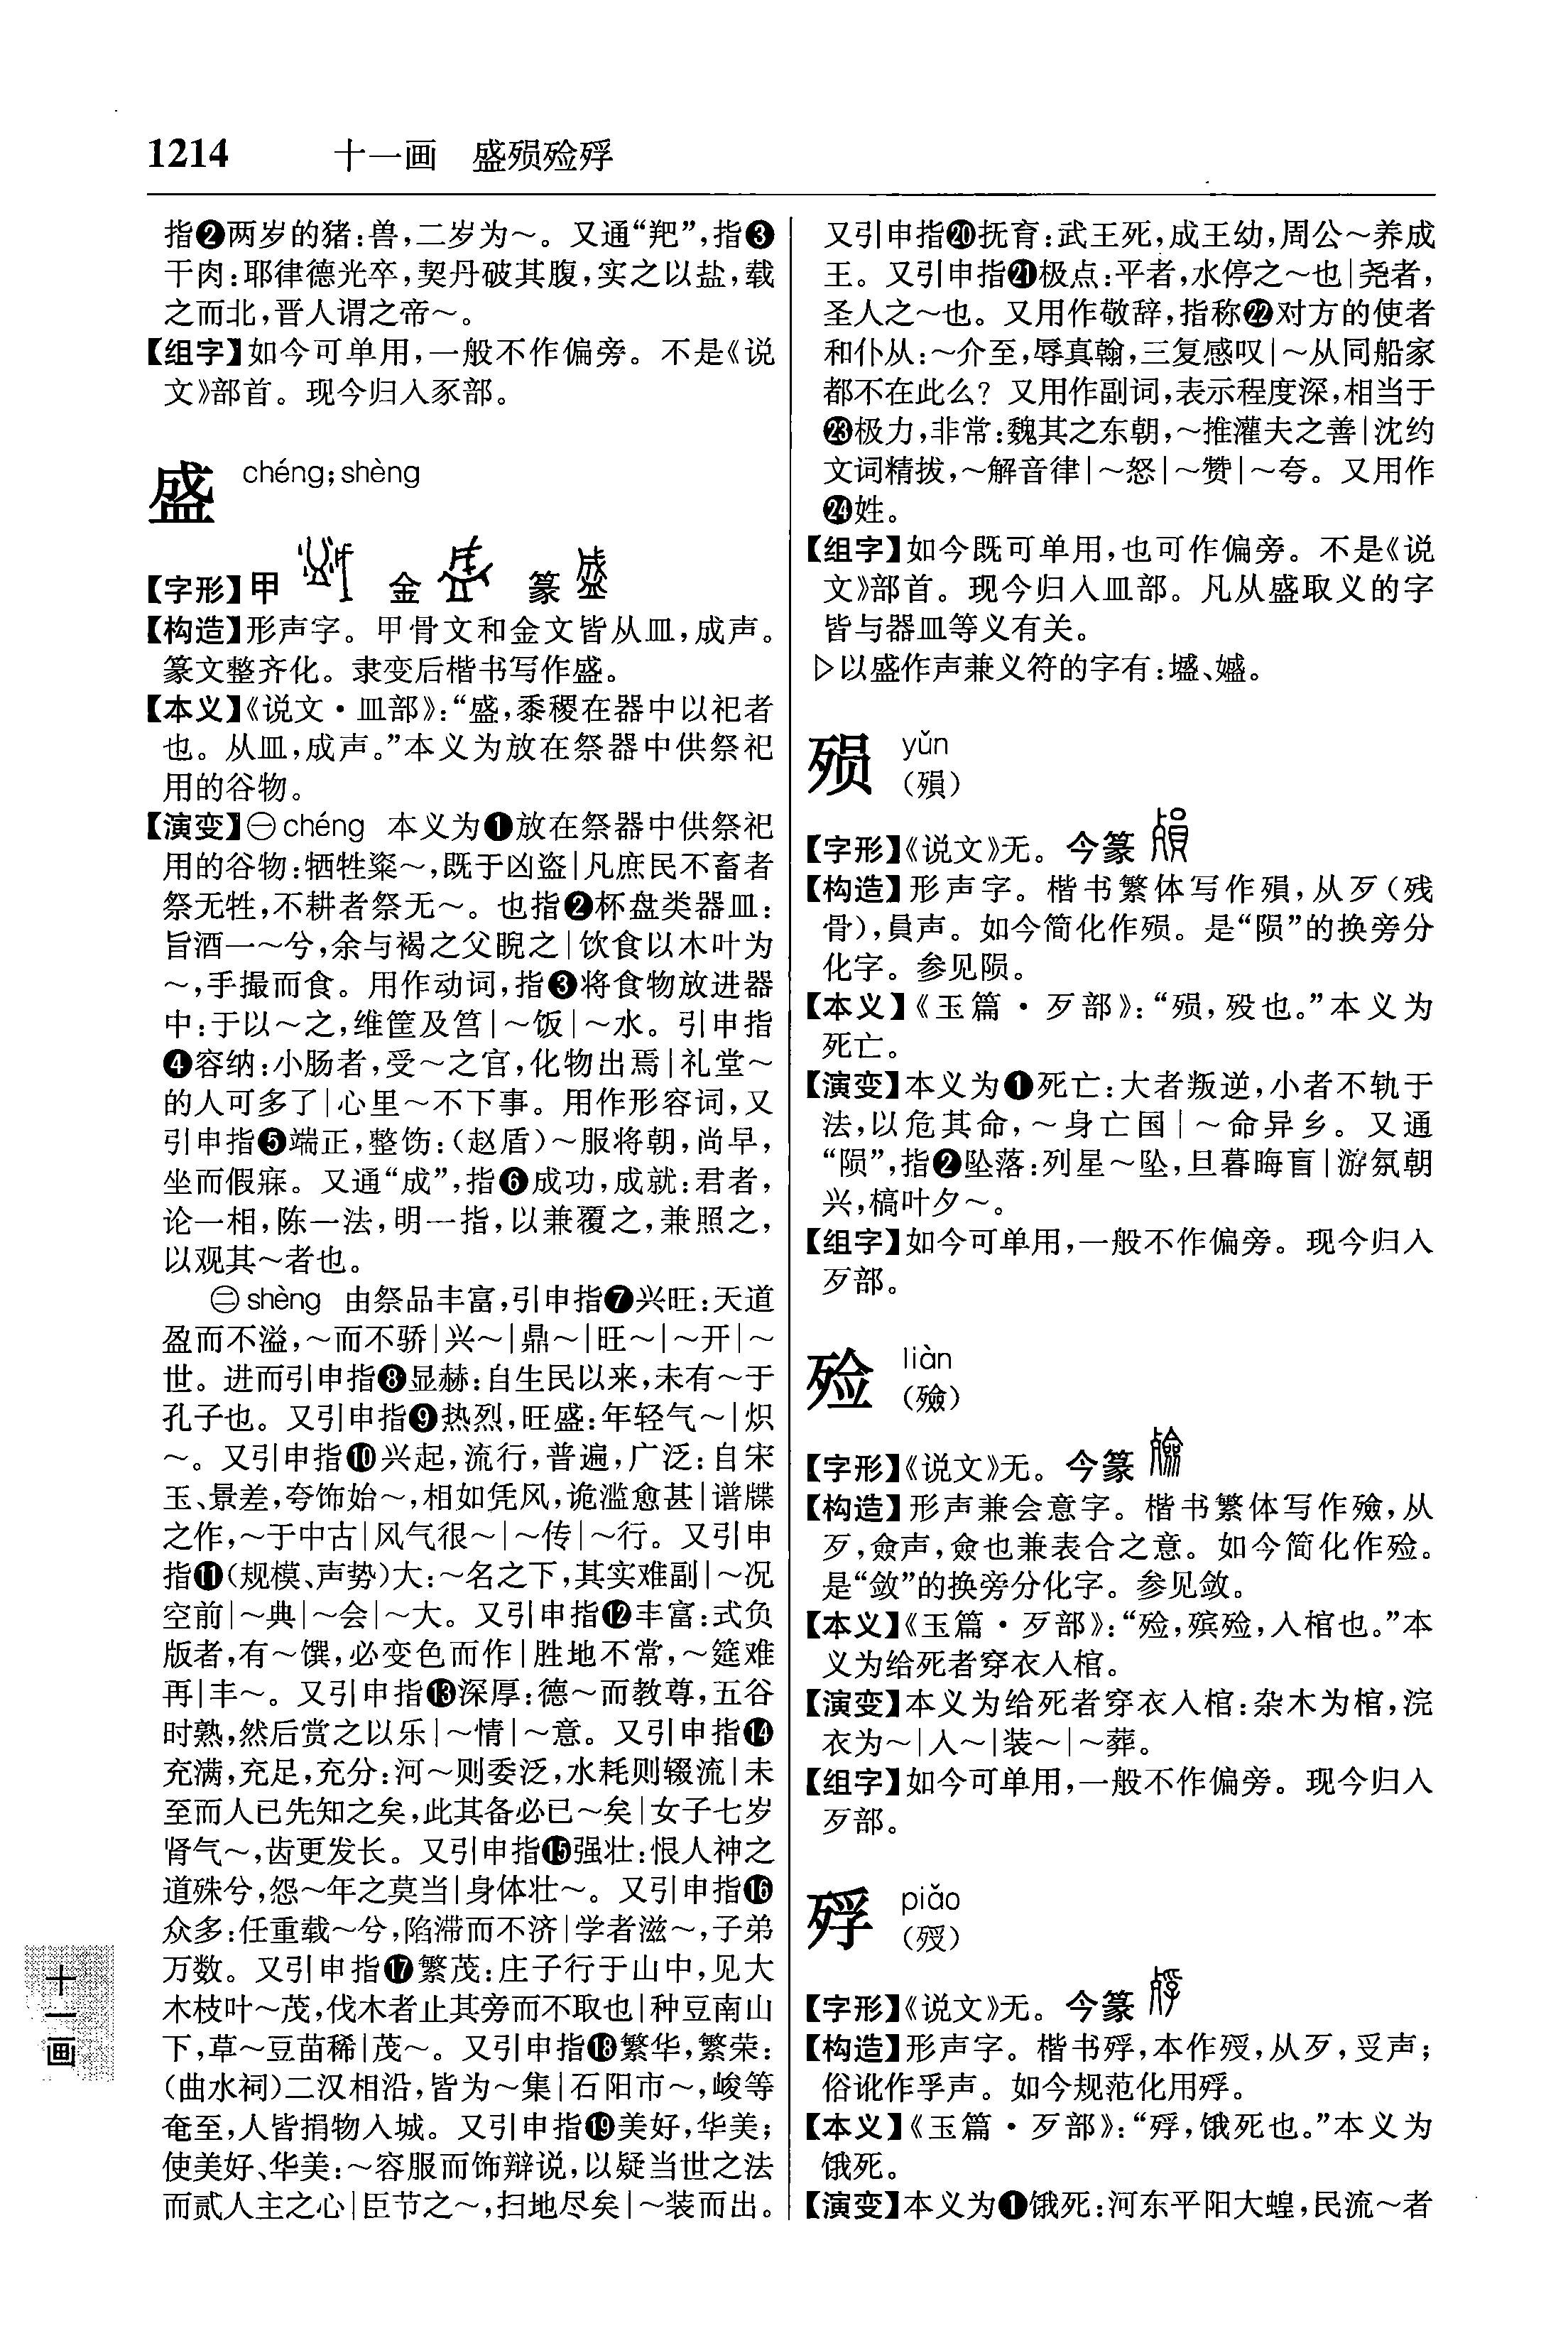 1214 十一画 盛殒殓殍
指❷两岁的猪:兽,二岁为～。又通“羓”,指❸
干肉:耶律德光卒,契丹破其腹,实之以盐,载
之而北,晋人谓之帝～。
【组字】如今可单用,一般不作偏旁。不是《说
文》部首。现今归入豕部。
盛 chéng;shèng
【字形】甲 金 篆
【构造】形声字。甲骨文和金文皆从皿,成声。
篆文整齐化。隶变后楷书写作盛。
【本义】《说文·皿部》:“盛,黍稷在器中以祀者
也。从皿,成声。”本义为放在祭器中供祭祀
用的谷物。
【演变】㊀chéng 本义为❶放在祭器中供祭祀
用的谷物:牺牲粢～,既于凶盗|凡庶民不畜者
祭无牲,不耕者祭无～。也指❷杯盘类器皿:
旨酒一～兮,余与褐之父睨之|饮食以木叶为
～,手撮而食。用作动词,指❸将食物放进器
中:于以～之,维筐及筥|～饭|～水。引申指
❹容纳:小肠者,受～之官,化物出焉|礼堂～
的人可多了|心里～不下事。用作形容词,又
引申指❺端正,整饬:(赵盾)～服将朝,尚早,
坐而假寐。又通“成”,指❻成功,成就:君者,
论一相,陈一法,明一指,以兼覆之,兼照之,
以观其～者也。
㊁shèng 由祭品丰富,引申指❼兴旺:天道
盈而不溢,～而不骄|兴～|鼎～|旺～|～开|～
世。进而引申指❽显赫:自生民以来,未有～于
孔子也。又引申指❾热烈,旺盛:年轻气～|炽
～。又引申指❿兴起,流行,普遍,广泛:自宋
玉、景差,夸饰始～,相如凭风,诡滥愈甚|谱牒
之作,～于中古|风气很～|～传|～行。又引申
指⓫(规模、声势)大:～名之下,其实难副|～况
空前|～典|～会|～大。又引申指⓬丰富:式负
版者,有～馔,必变色而作|胜地不常,～筵难
再|丰～。又引申指⓭深厚:德～而教尊,五谷
时熟,然后赏之以乐|～情|～意。又引申指⓮
充满,充足,充分:河～则委泛,水耗则辍流|未
至而人已先知之矣,此其备必已～矣|女子七岁
肾气～,齿更发长。又引申指⓯强壮:恨人神之
道殊兮,怨～年之莫当|身体壮～。又引申指⓰
众多:任重载～兮,陷滞而不济|学者滋～,子弟
万数。又引申指⓱繁茂:庄子行于山中,见大
木枝叶～茂,伐木者止其旁而不取也|种豆南山
下,草～豆苗稀|茂～。又引申指⓲繁华,繁荣:
(曲水祠)二汉相沿,皆为～集|石阳市～,峻等
奄至,人皆捐物入城。又引申指⓳美好,华美;
使美好、华美:～容服而饰辩说,以疑当世之法
而贰人主之心|臣节之～,扫地尽矣|～装而出。
又引申指⓴抚育:武王死,成王幼,周公～养成
王。又引申指㉑极点:平者,水停之～也|尧者,
圣人之～也。又用作敬辞,指称㉒对方的使者
和仆从:～介至,辱真翰,三复感叹|～从同船家
都不在此么?又用作副词,表示程度深,相当于
㉓极力,非常:魏其之东朝,～推灌夫之善|沈约
文词精拔,～解音律|～怒|～赞|～夸。又用作
㉔姓。
【组字】如今既可单用,也可作偏旁。不是《说
文》部首。现今归入皿部。凡从盛取义的字
皆与器皿等义有关。
▷以盛作声兼义符的字有:墭、㜃。
殒 yǔn
(殞)
【字形】《说文》无。今篆
【构造】形声字。楷书繁体写作殞,从歹(残
骨),員声。如今简化作殒。是“陨”的换旁分
化字。参见陨。
【本义】《玉篇·歹部》:“殒,殁也。”本义为
死亡。
【演变】本义为❶死亡:大者叛逆,小者不轨于
法,以危其命,～身亡国|～命异乡。又通
“陨”,指❷坠落:列星～坠,旦暮晦盲|游氛朝
兴,槁叶夕～。
【组字】如今可单用,一般不作偏旁。现今归入
歹部。
殓 liàn
(殮)
【字形】《说文》无。今篆
【构造】形声兼会意字。楷书繁体写作殮,从
歹,僉声,僉也兼表合之意。如今简化作殓。
是“敛”的换旁分化字。参见敛。
【本义】《玉篇·歹部》:“殓,殡殓,入棺也。”本
义为给死者穿衣入棺。
【演变】本义为给死者穿衣入棺:杂木为棺,浣
衣为～|入～|装～|～葬。
【组字】如今可单用,一般不作偏旁。现今归入
歹部。
殍 piǎo
(㱩)
【字形】《说文》无。今篆
【构造】形声字。楷书殍,本作㱩,从歹,𠬪声;
俗讹作孚声。如今规范化用殍。
【本义】《玉篇·歹部》:“殍,饿死也。”本义为
饿死。
【演变】本义为❶饿死:河东平阳大蝗,民流～者
十一画